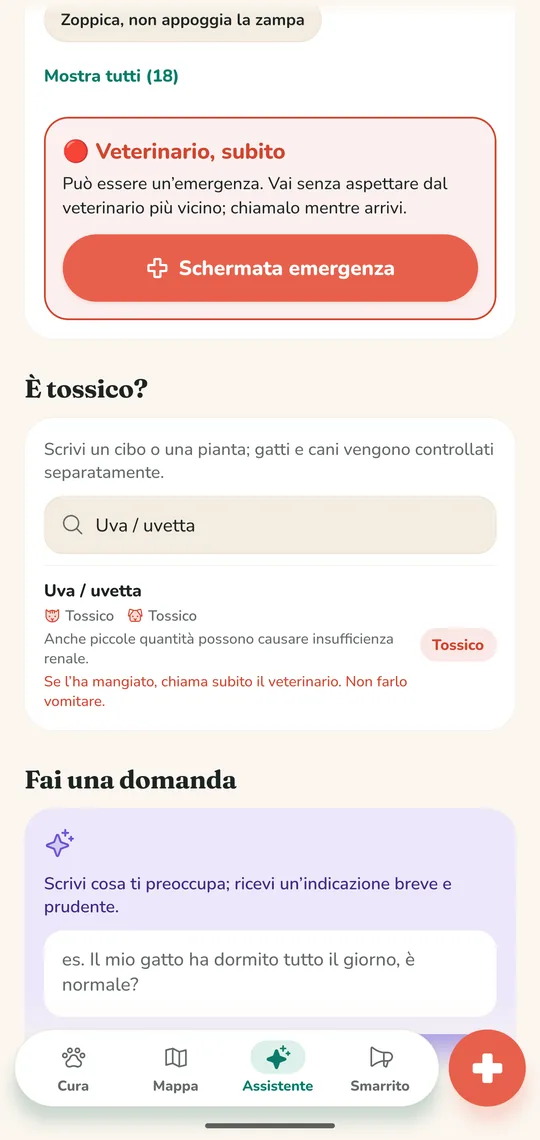 Zoppica, non appoggia la zampa
Mostra tutti (18)
Veterinario, subito
Può essere un’emergenza. Vai senza aspettare dal
veterinario più vicino; chiamalo mentre arrivi.
Schermata emergenza
È tossico?
Scrivi un cibo o una pianta; gatti e cani vengono controllati
separatamente.
Uva / uvetta
Uva / uvetta
Tossico Tossico
Anche piccole quantità possono causare insufficienza
renale.
Tossico
Se l’ha mangiato, chiama subito il veterinario. Non farlo
vomitare.
Fai una domanda
Scrivi cosa ti preoccupa; ricevi un’indicazione breve e
prudente.
es. Il mio gatto ha dormito tutto il giorno, è
normale?
Cura Mappa Assistente Smarrito